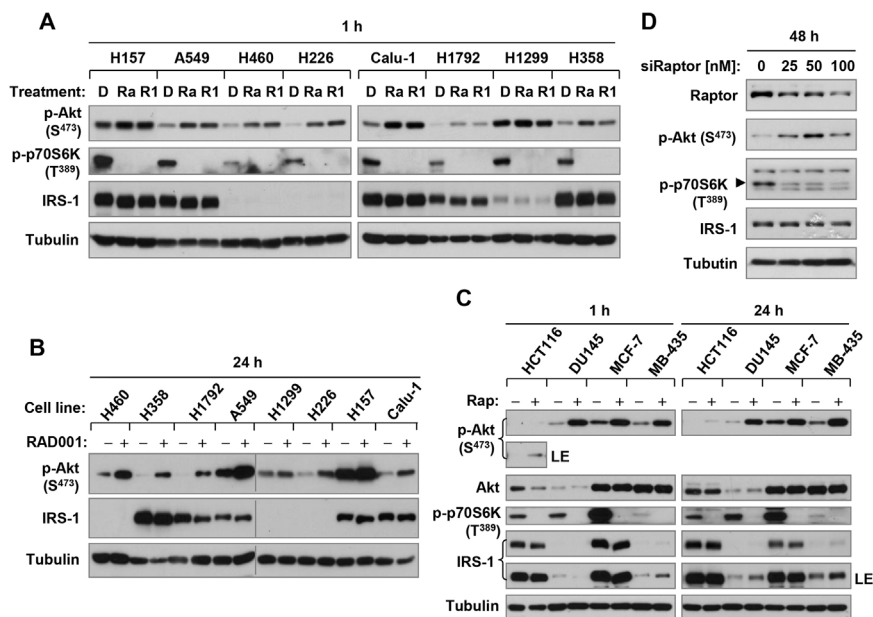 A
1 h
H157 A549 H460 H226 Calu-1 H1792 H1299 H358
Treatment: D Ra R1 D Ra R1 D Ra R1 D Ra R1 D Ra R1 D Ra R1 D Ra R1 D Ra R1
p-Akt
(S473)
p-p70S6K
(T389)
IRS-1
Tubulin
D
48 h
siRaptor [nM]: 0 25 50 100
Raptor
p-Akt (S473)
p-p70S6K
(T389)
IRS-1
Tubutin
B
24 h
Cell line: H460 H358 H1792 A549 H1299 H226 H157 Calu-1
RAD001: – + – + – + – + – + – + – + – +
p-Akt
(S473)
IRS-1
Tubulin
C
1 h 24 h
HCT116 DU145 MCF-7 MB-435 HCT116 DU145 MCF-7 MB-435
Rap: – + – + – + – + – + – + – + – +
p-Akt
(S473)
LE
Akt
p-p70S6K
(T389)
IRS-1
LE
Tubulin